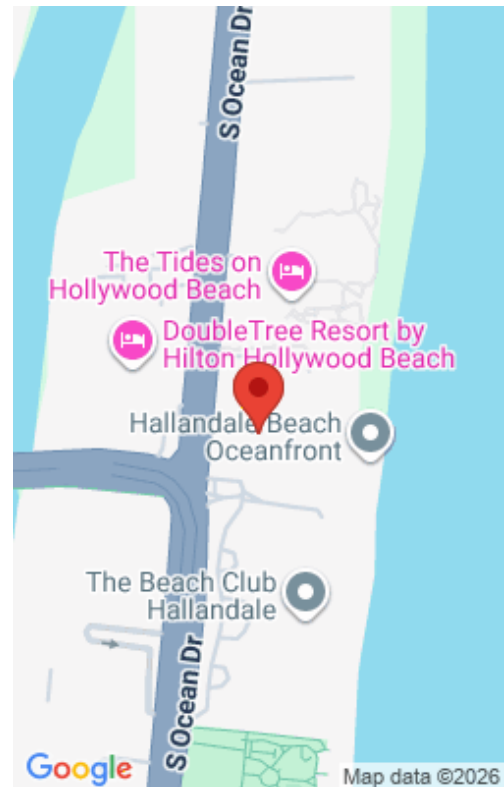 S Ocean Dr
The Tides on
Hollywood Beach
DoubleTree Resort by
Hilton Hollywood Beach
Hallandale Beach
Oceanfront
The Beach Club
Hallandale
S Ocean Dr
Google
Map data ©2026